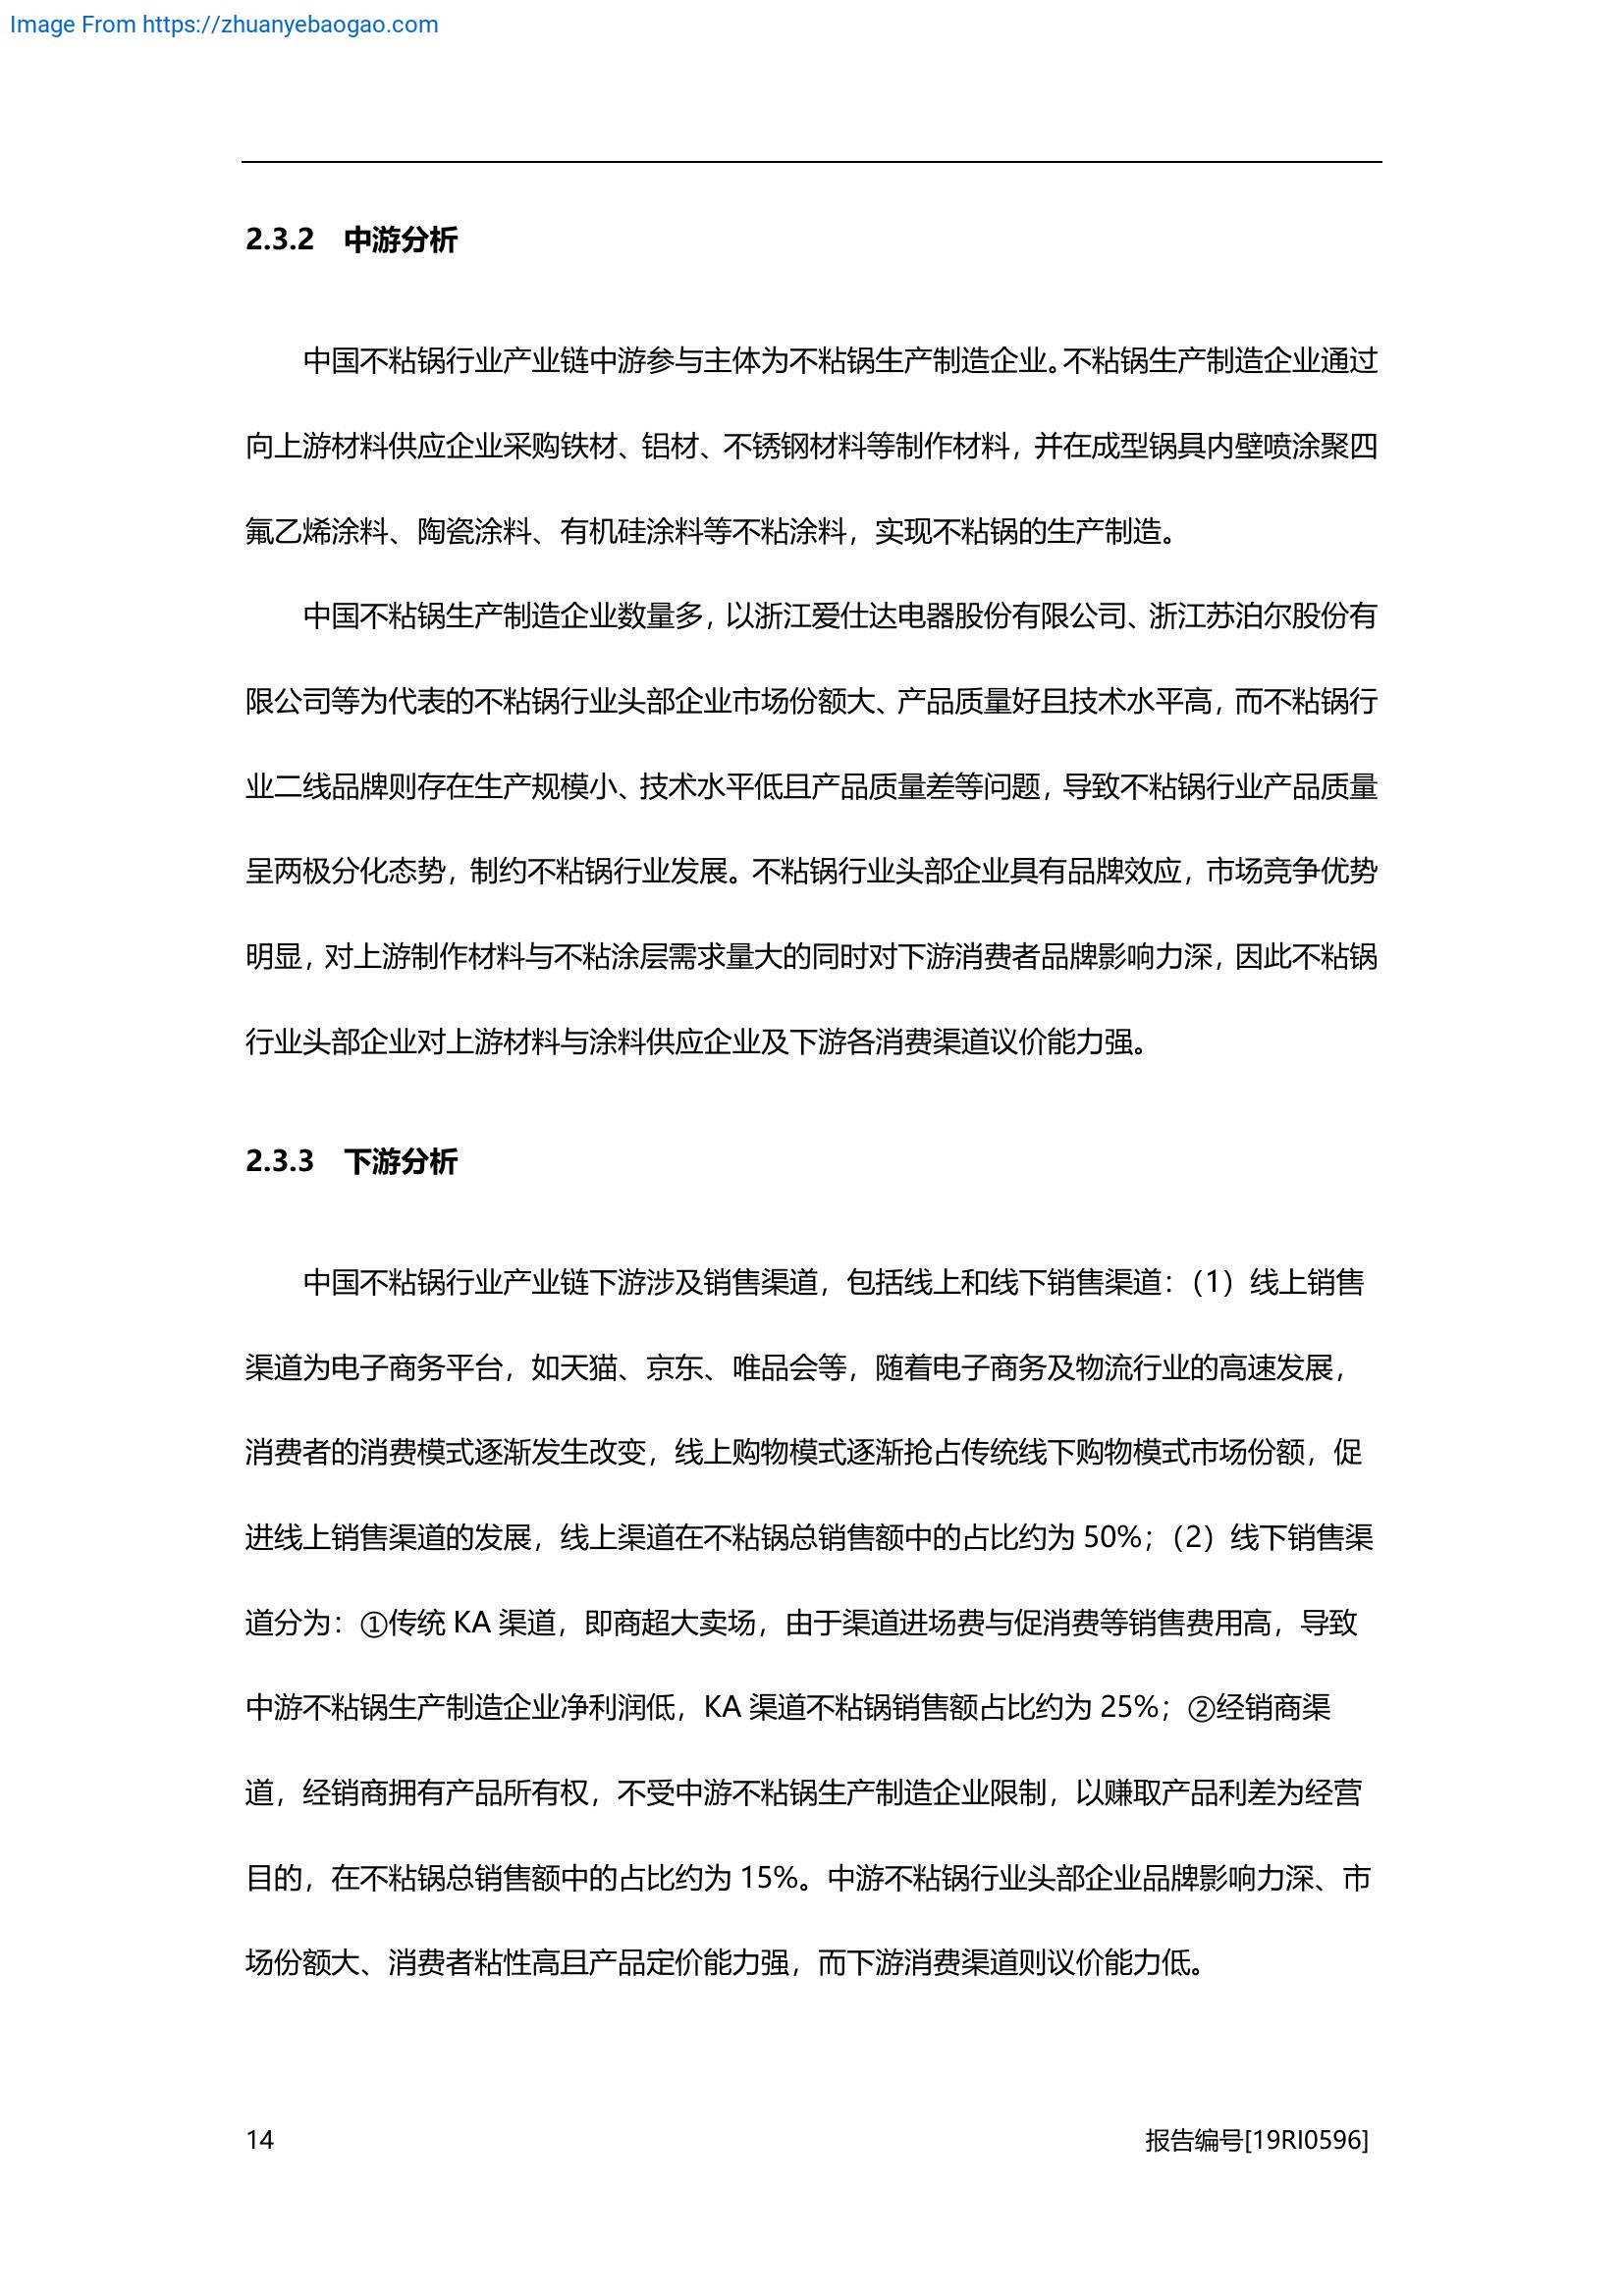 Image From https://zhuanyebaogao.com
2.3.2 中游分析
中国不粘锅行业产业链中游参与主体为不粘锅生产制造企业。不粘锅生产制造企业通过
向上游材料供应企业采购铁材、铝材、不锈钢材料等制作材料，并在成型锅具内壁喷涂聚四
氟乙烯涂料、陶瓷涂料、有机硅涂料等不粘涂料，实现不粘锅的生产制造。
中国不粘锅生产制造企业数量多，以浙江爱仕达电器股份有限公司、浙江苏泊尔股份有
限公司等为代表的不粘锅行业头部企业市场份额大、产品质量好且技术水平高，而不粘锅行
业二线品牌则存在生产规模小、技术水平低且产品质量差等问题，导致不粘锅行业产品质量
呈两极分化态势，制约不粘锅行业发展。不粘锅行业头部企业具有品牌效应，市场竞争优势
明显，对上游制作材料与不粘涂层需求量大的同时对下游消费者品牌影响力深，因此不粘锅
行业头部企业对上游材料与涂料供应企业及下游各消费渠道议价能力强。
2.3.3 下游分析
中国不粘锅行业产业链下游涉及销售渠道，包括线上和线下销售渠道：（1）线上销售
渠道为电子商务平台，如天猫、京东、唯品会等，随着电子商务及物流行业的高速发展，
消费者的消费模式逐渐发生改变，线上购物模式逐渐抢占传统线下购物模式市场份额，促
进线上销售渠道的发展，线上渠道在不粘锅总销售额中的占比约为 50%；（2）线下销售渠
道分为：①传统 KA 渠道，即商超大卖场，由于渠道进场费与促消费等销售费用高，导致
中游不粘锅生产制造企业净利润低，KA 渠道不粘锅销售额占比约为 25%；②经销商渠
道，经销商拥有产品所有权，不受中游不粘锅生产制造企业限制，以赚取产品利差为经营
目的，在不粘锅总销售额中的占比约为 15%。中游不粘锅行业头部企业品牌影响力深、市
场份额大、消费者粘性高且产品定价能力强，而下游消费渠道则议价能力低。
14 报告编号[19RI0596]